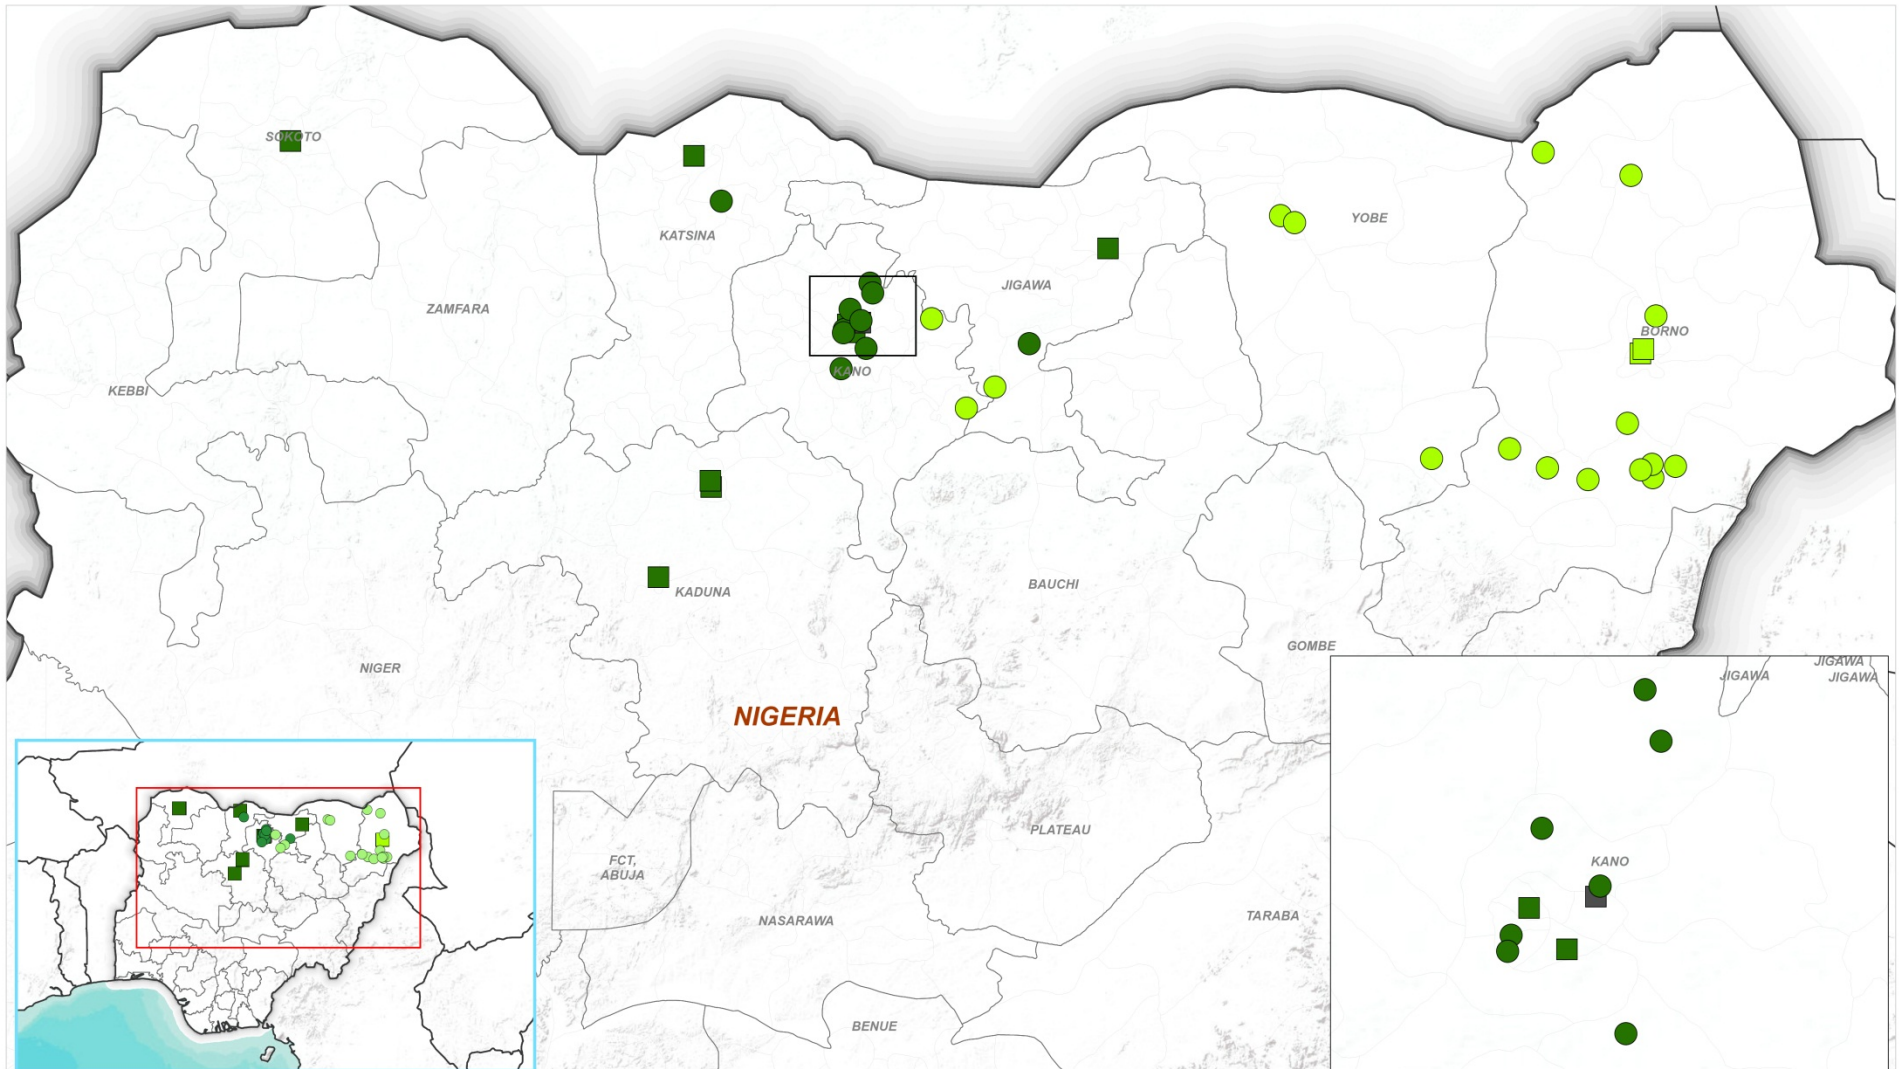 SOKOTO
KATSINA
YOBE
JIGAWA
ZAMFARA
BORNO
KEBBI
KANO
BAUCHI
KADUNA
GOMBE
NIGER
NIGERIA
JIGAWA
JIGAWA
JIGAWA
PLATEAU
KANO
FCT,
ABUJA
NASARAWA
TARABA
BENUE